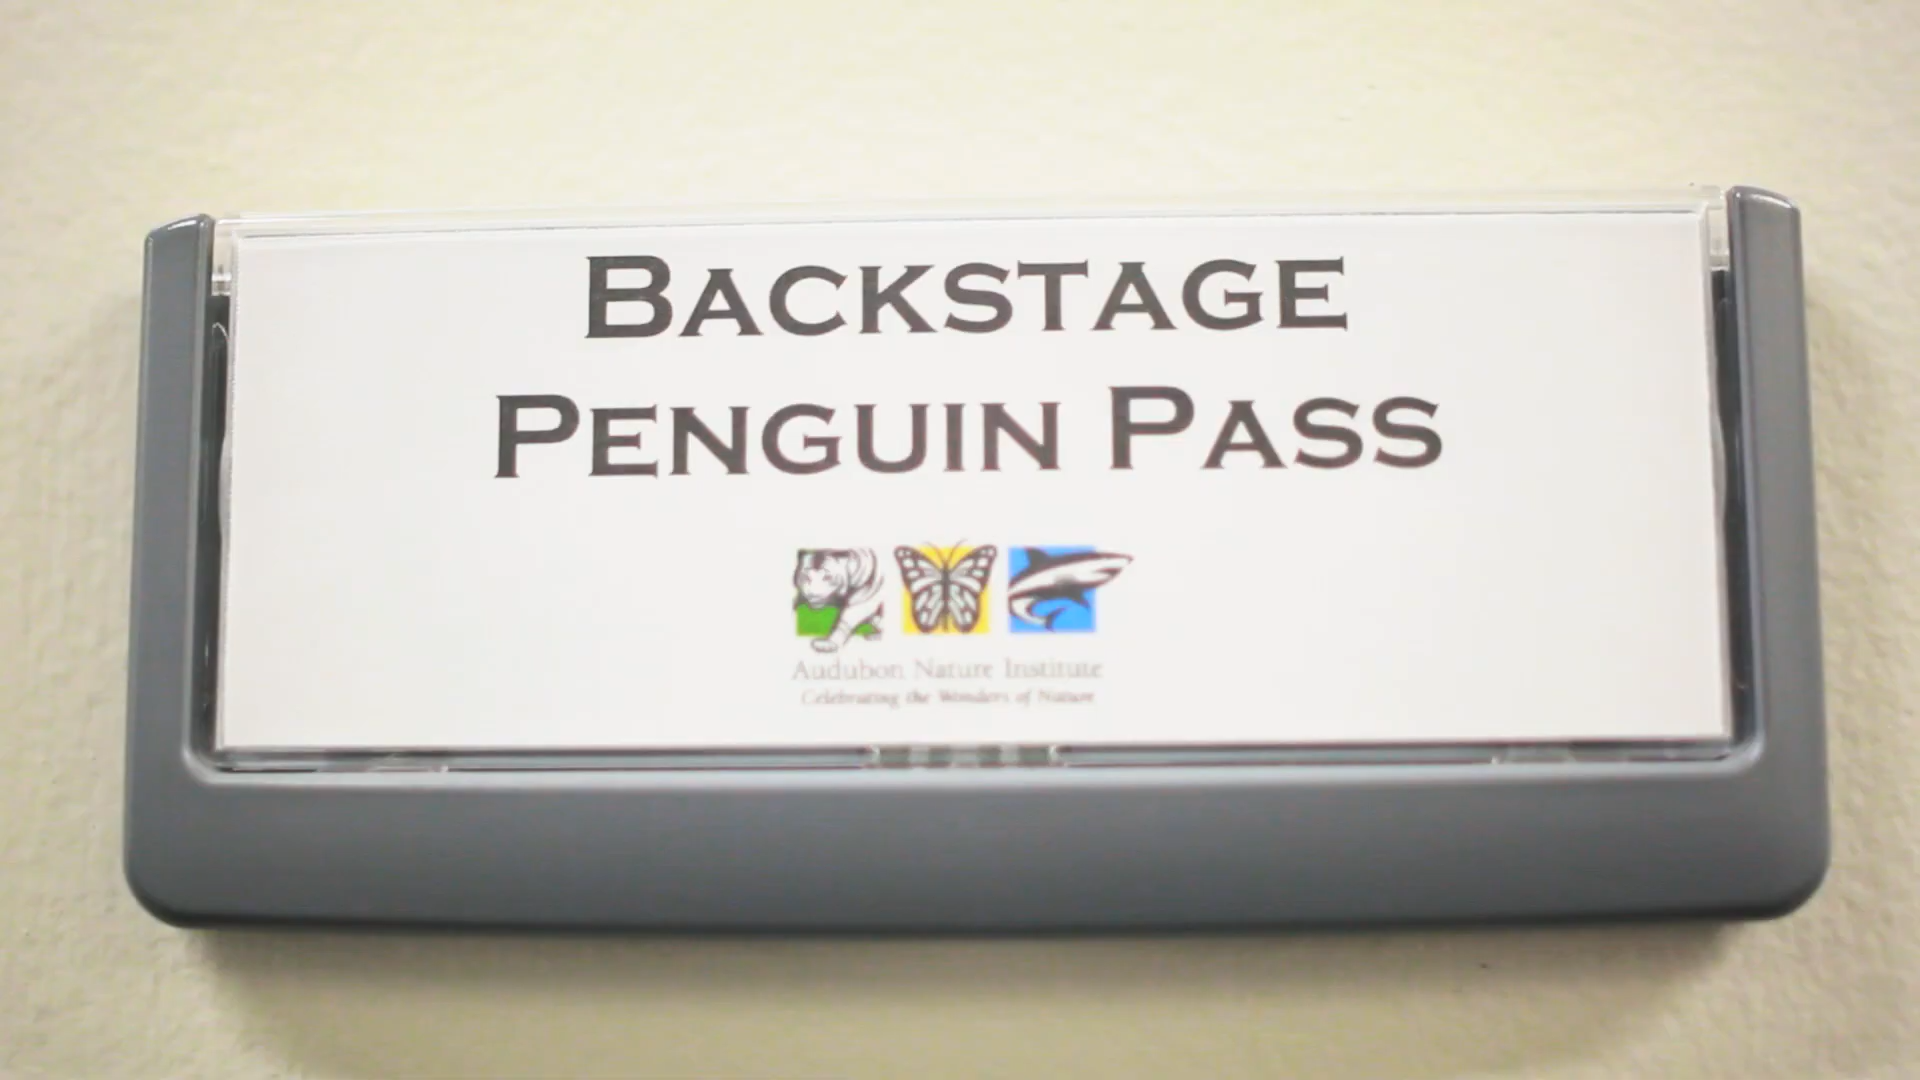 BACKSTAGE
PENGUIN PASS
Audubon Nature Institute
Celebrating the Wonders of Nature